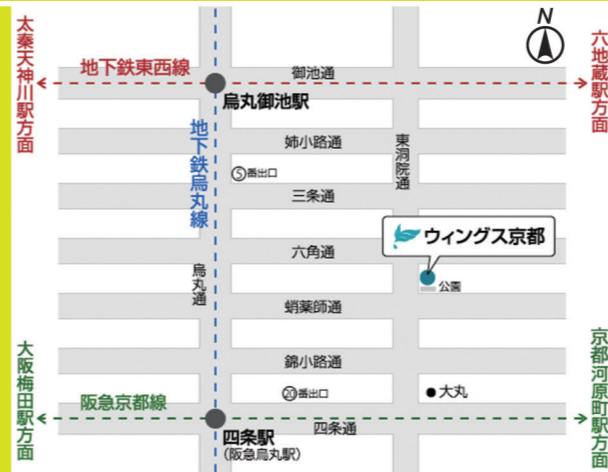 N
太秦天神川駅方面
地下鉄東西線
御池通
六地蔵駅方面
烏丸御池駅
地下鉄烏丸線
姉小路通
東洞院通
⑤番出口
三条通
ウィングス京都
六角通
烏丸通
公園
蛸薬師通
錦小路通
大阪梅田駅方面
阪急京都線
⑳番出口
大丸
京都河原町駅方面
四条駅
(阪急烏丸駅)
四条通